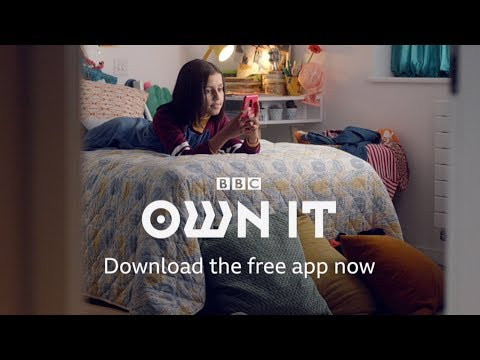 BBC
OWN IT
Download the free app now